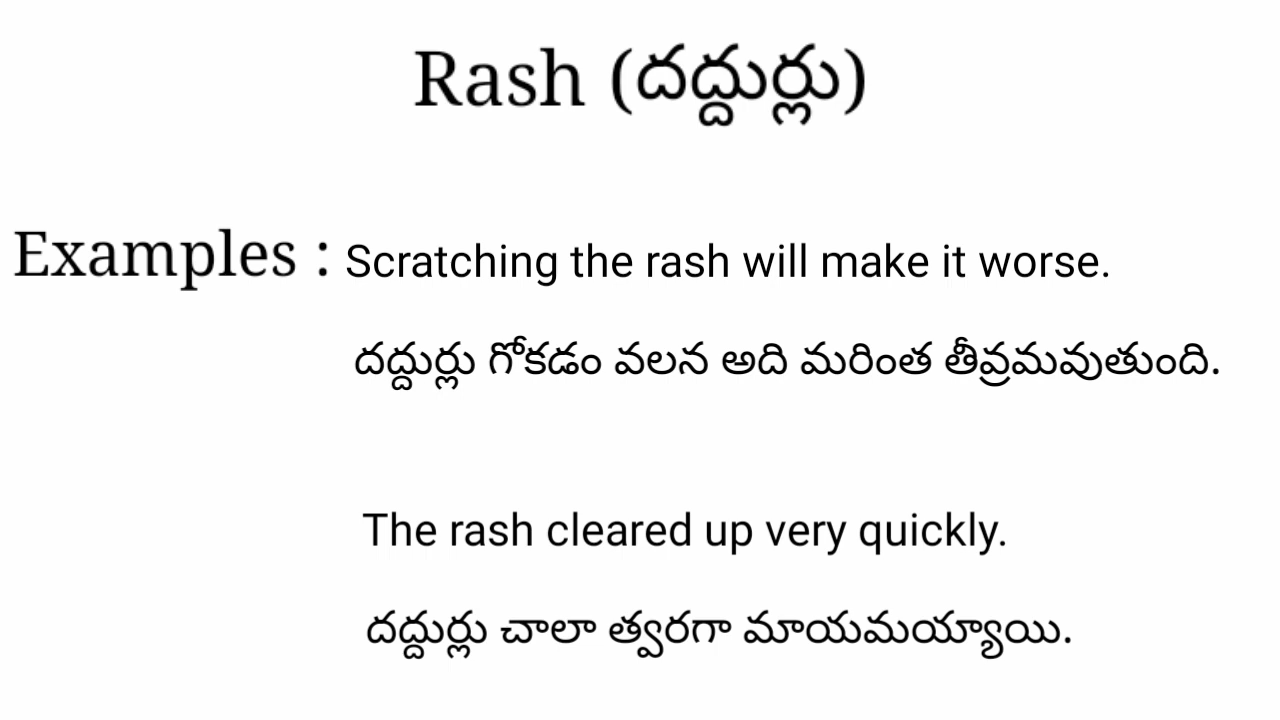 Rash (దద్దుర్లు)
Examples : Scratching the rash will make it worse.
దద్దుర్లు గోకడం వలన అది మరింత తీవ్రమవుతుంది.
The rash cleared up very quickly.
దద్దుర్లు చాలా త్వరగా మాయమయ్యాయి.